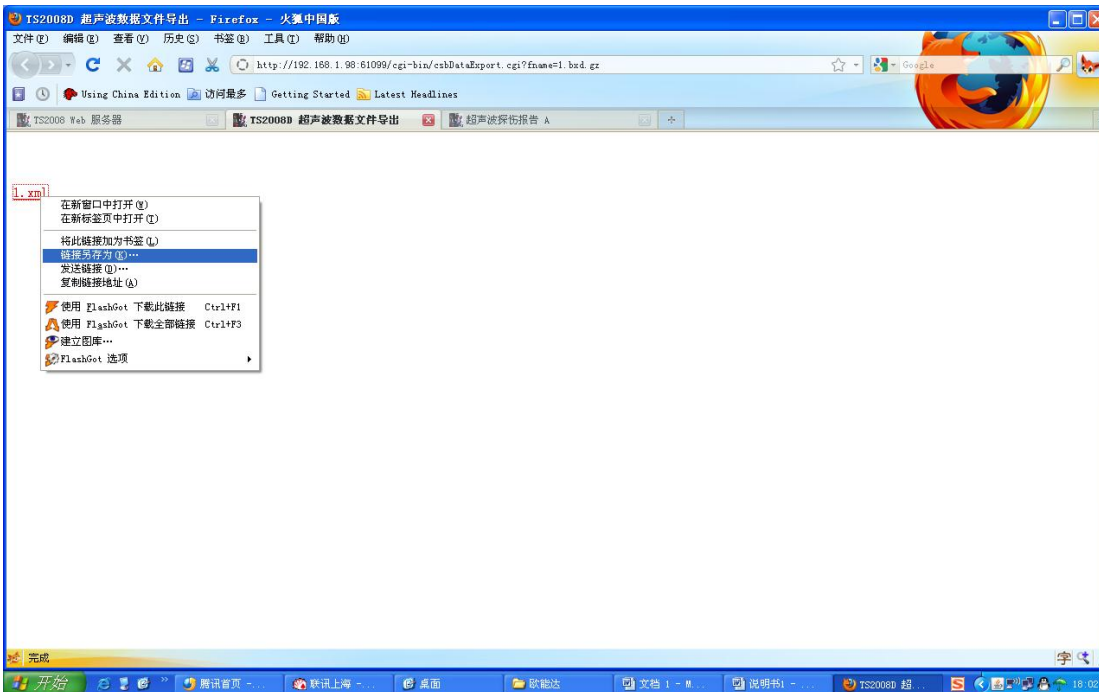 TS2008D 超声波数据文件导出 - Firefox - 火狐中国版
文件(F) 编辑(E) 查看(V) 历史(S) 书签(B) 工具(T) 帮助(H)
http://192.168.1.98:61099/cgi-bin/csbDataExport.cgi?fname=1.bxd.gz
Google
Using China Edition 访问最多 Getting Started Latest Headlines
TS2008 Web 服务器 TS2008D 超声波数据文件导出 超声波探伤报告 A
1.xml
在新窗口中打开(W)
在新标签页中打开(T)
将此链接加为书签(L)
链接另存为(K)…
发送链接(D)…
复制链接地址(A)
使用 FlashGot 下载此链接 Ctrl+F1
使用 FlashGot 下载全部链接 Ctrl+F3
建立图库…
FlashGot 选项
完成
字
开始 腾讯首页 -... 联讯上海 -... 桌面 欧能达 文档 1 - M... 说明书1 - ... TS2008D 超... S 18:02